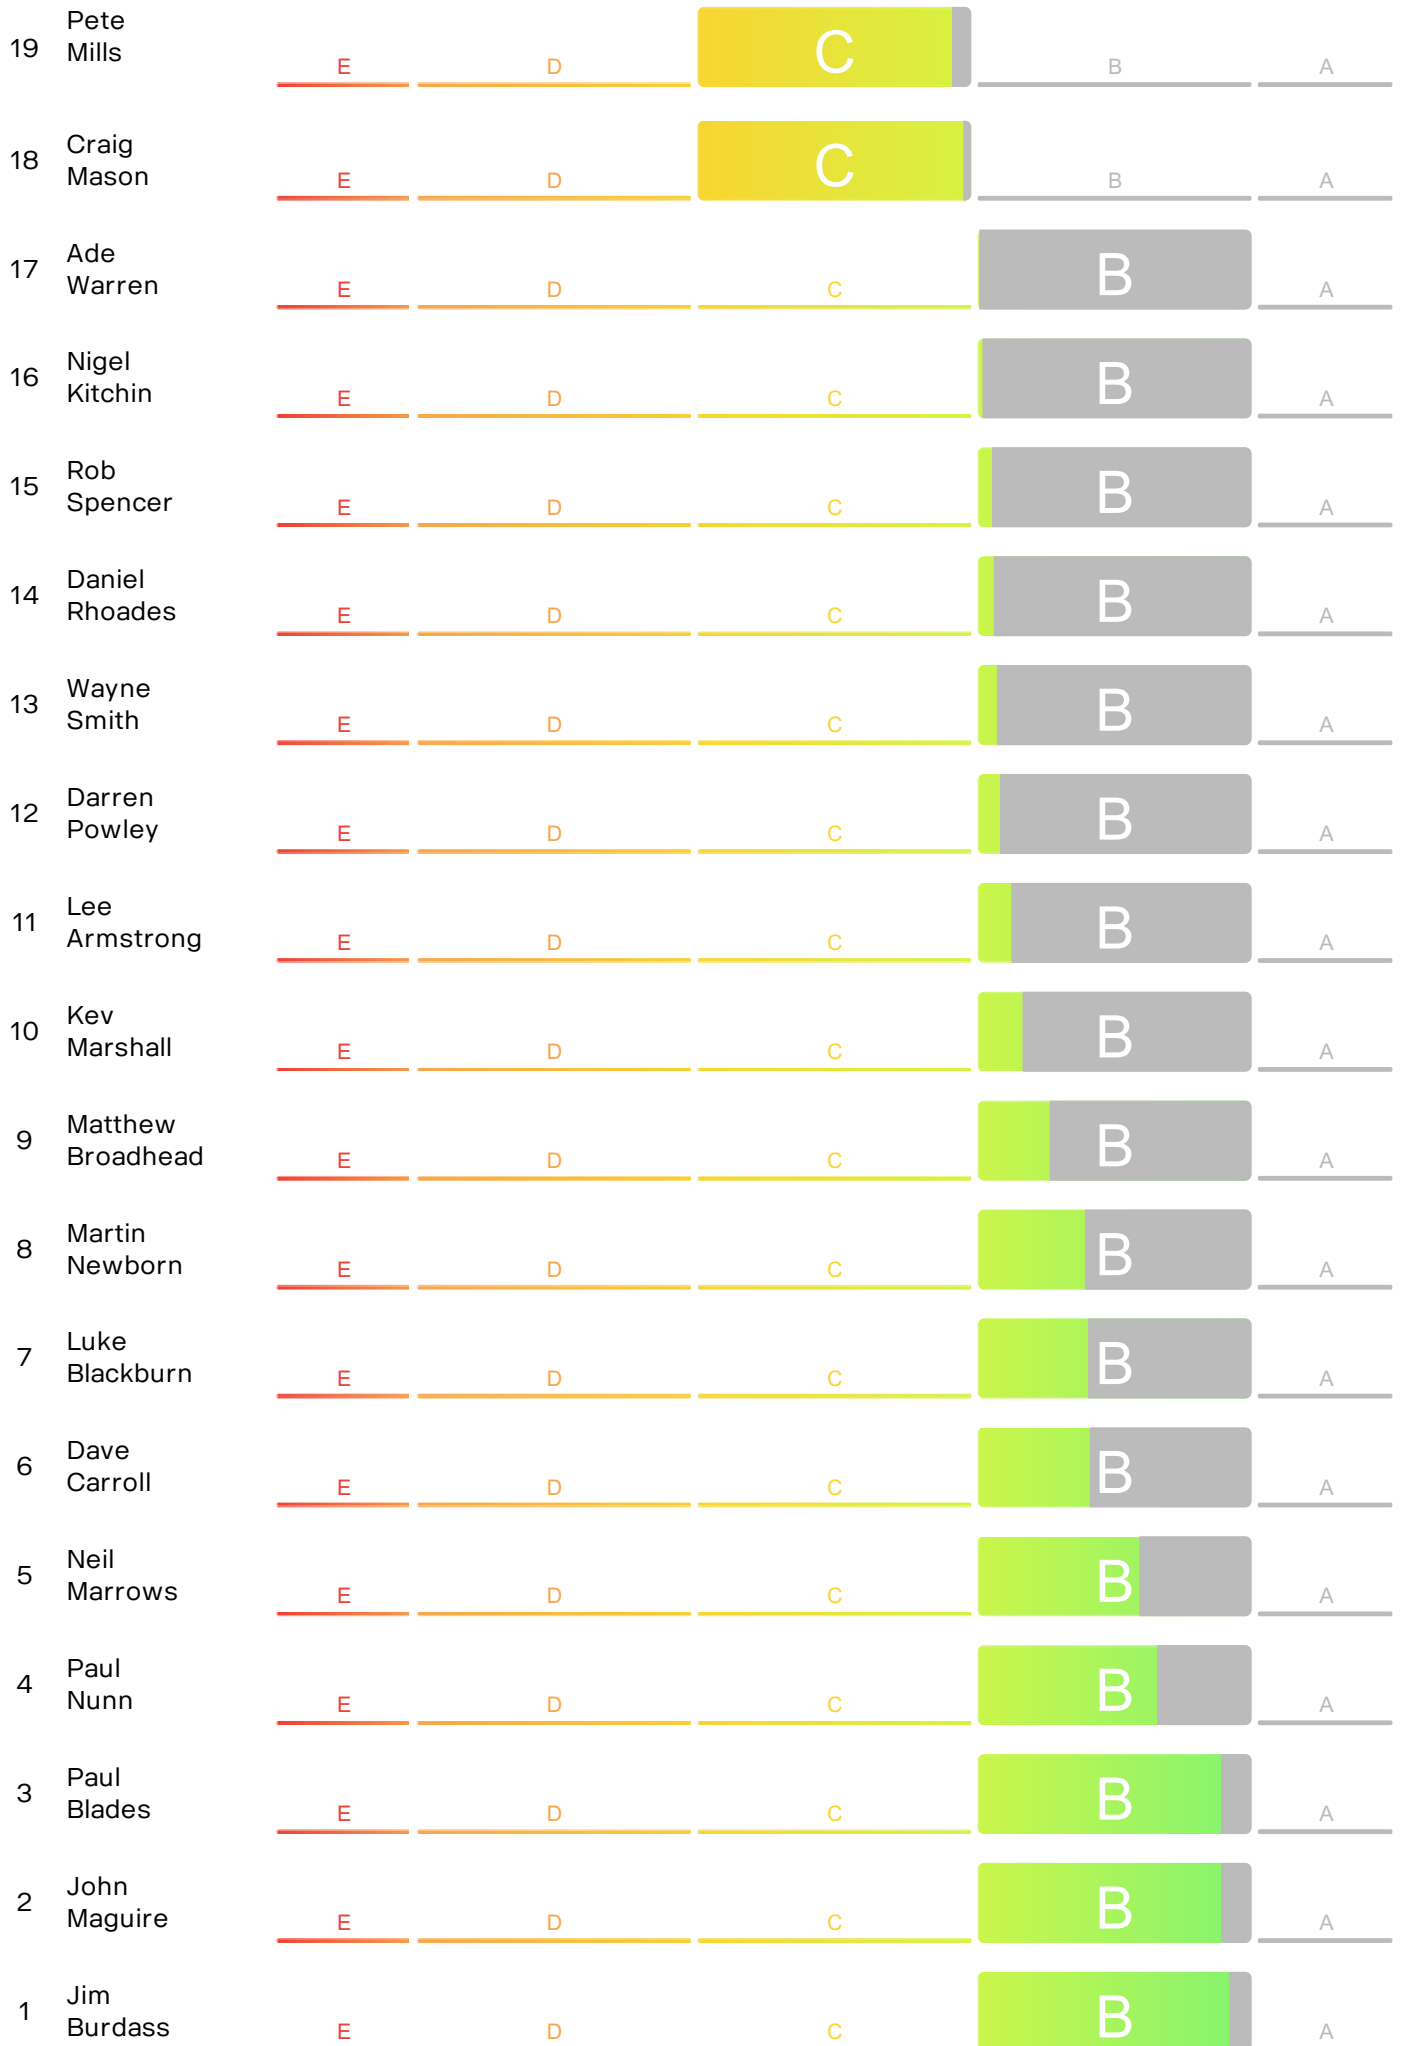 19
Pete
Mills
E D C B A
18
Craig
Mason
E D C B A
17
Ade
Warren
E D C B A
16
Nigel
Kitchin
E D C B A
15
Rob
Spencer
E D C B A
14
Daniel
Rhoades
E D C B A
13
Wayne
Smith
E D C B A
12
Darren
Powley
E D C B A
11
Lee
Armstrong
E D C B A
10
Kev
Marshall
E D C B A
9
Matthew
Broadhead
E D C B A
8
Martin
Newborn
E D C B A
7
Luke
Blackburn
E D C B A
6
Dave
Carroll
E D C B A
5
Neil
Marrows
E D C B A
4
Paul
Nunn
E D C B A
3
Paul
Blades
E D C B A
2
John
Maguire
E D C B A
1
Jim
Burdass
E D C B A